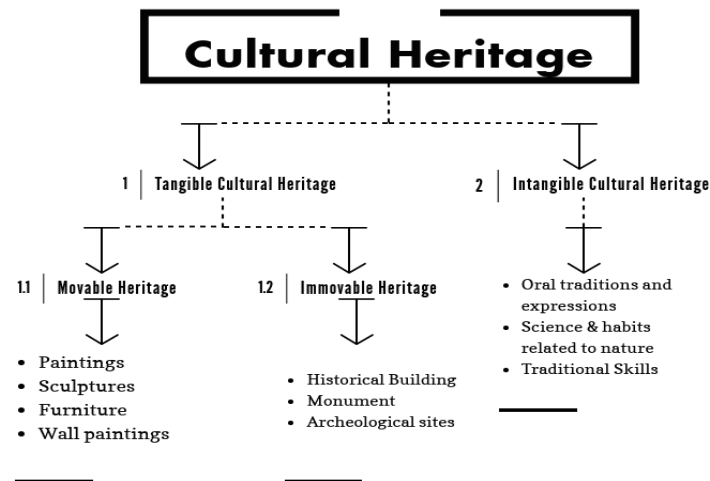 Cultural Heritage
1 | Tangible Cultural Heritage
2 | Intangible Cultural Heritage
1.1 | Movable Heritage
• Paintings
• Sculptures
• Furniture
• Wall paintings
1.2 | Immovable Heritage
• Historical Building
• Monument
• Archeological sites
• Oral traditions and
expressions
• Science & habits
related to nature
• Traditional Skills